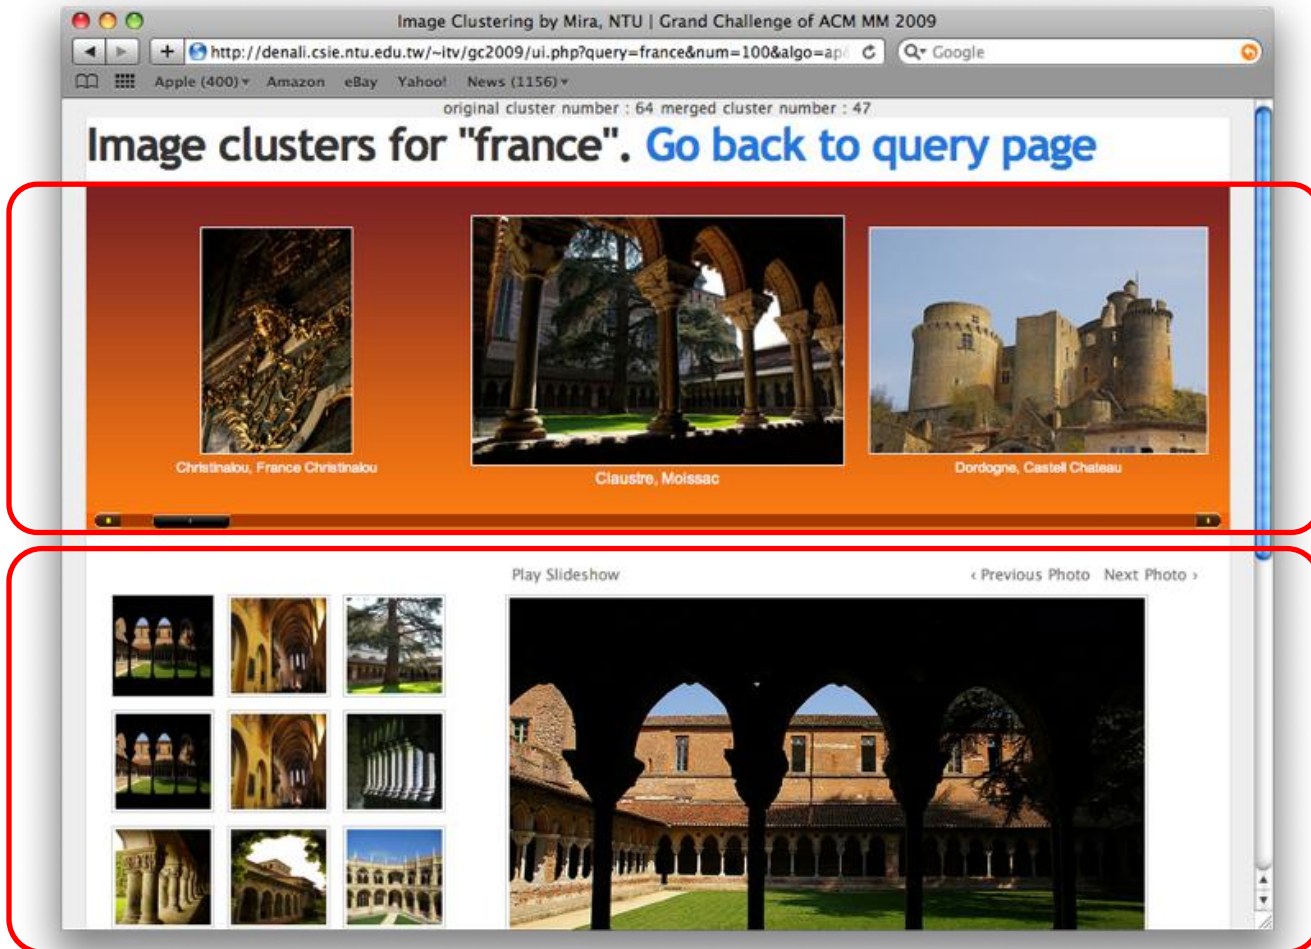 Image Clustering by Mira, NTU | Grand Challenge of ACM MM 2009
http://denali.csie.ntu.edu.tw/~itv/gc2009/ui.php?query=france&num=100&algo=ap
Google
Apple (400) Amazon eBay Yahoo! News (1156)
original cluster number : 64 merged cluster number : 47
Image clusters for "france". Go back to query page
Christinalou, France Christinalou
Claustre, Moissac
Dordogne, Castell Chateau
Play Slideshow
‹ Previous Photo Next Photo ›